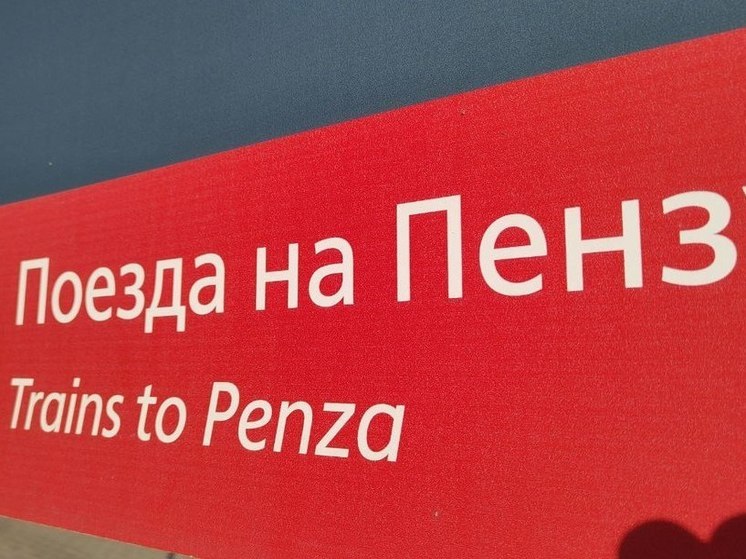 Поезда на Пенз
Trains to Penza